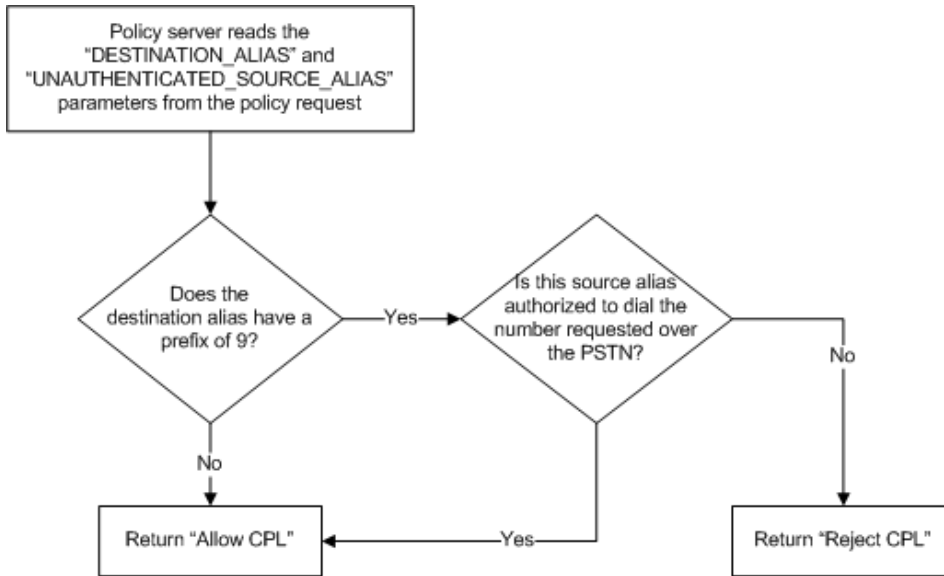 Policy server reads the
“DESTINATION_ALIAS” and
“UNAUTHENTICATED_SOURCE_ALIAS”
parameters from the policy request
Does the
destination alias have a
prefix of 9?
Yes
Is this source alias
authorized to dial the
number requested over
the PSTN?
No
No
Return “Allow CPL”
Yes
Return “Reject CPL”